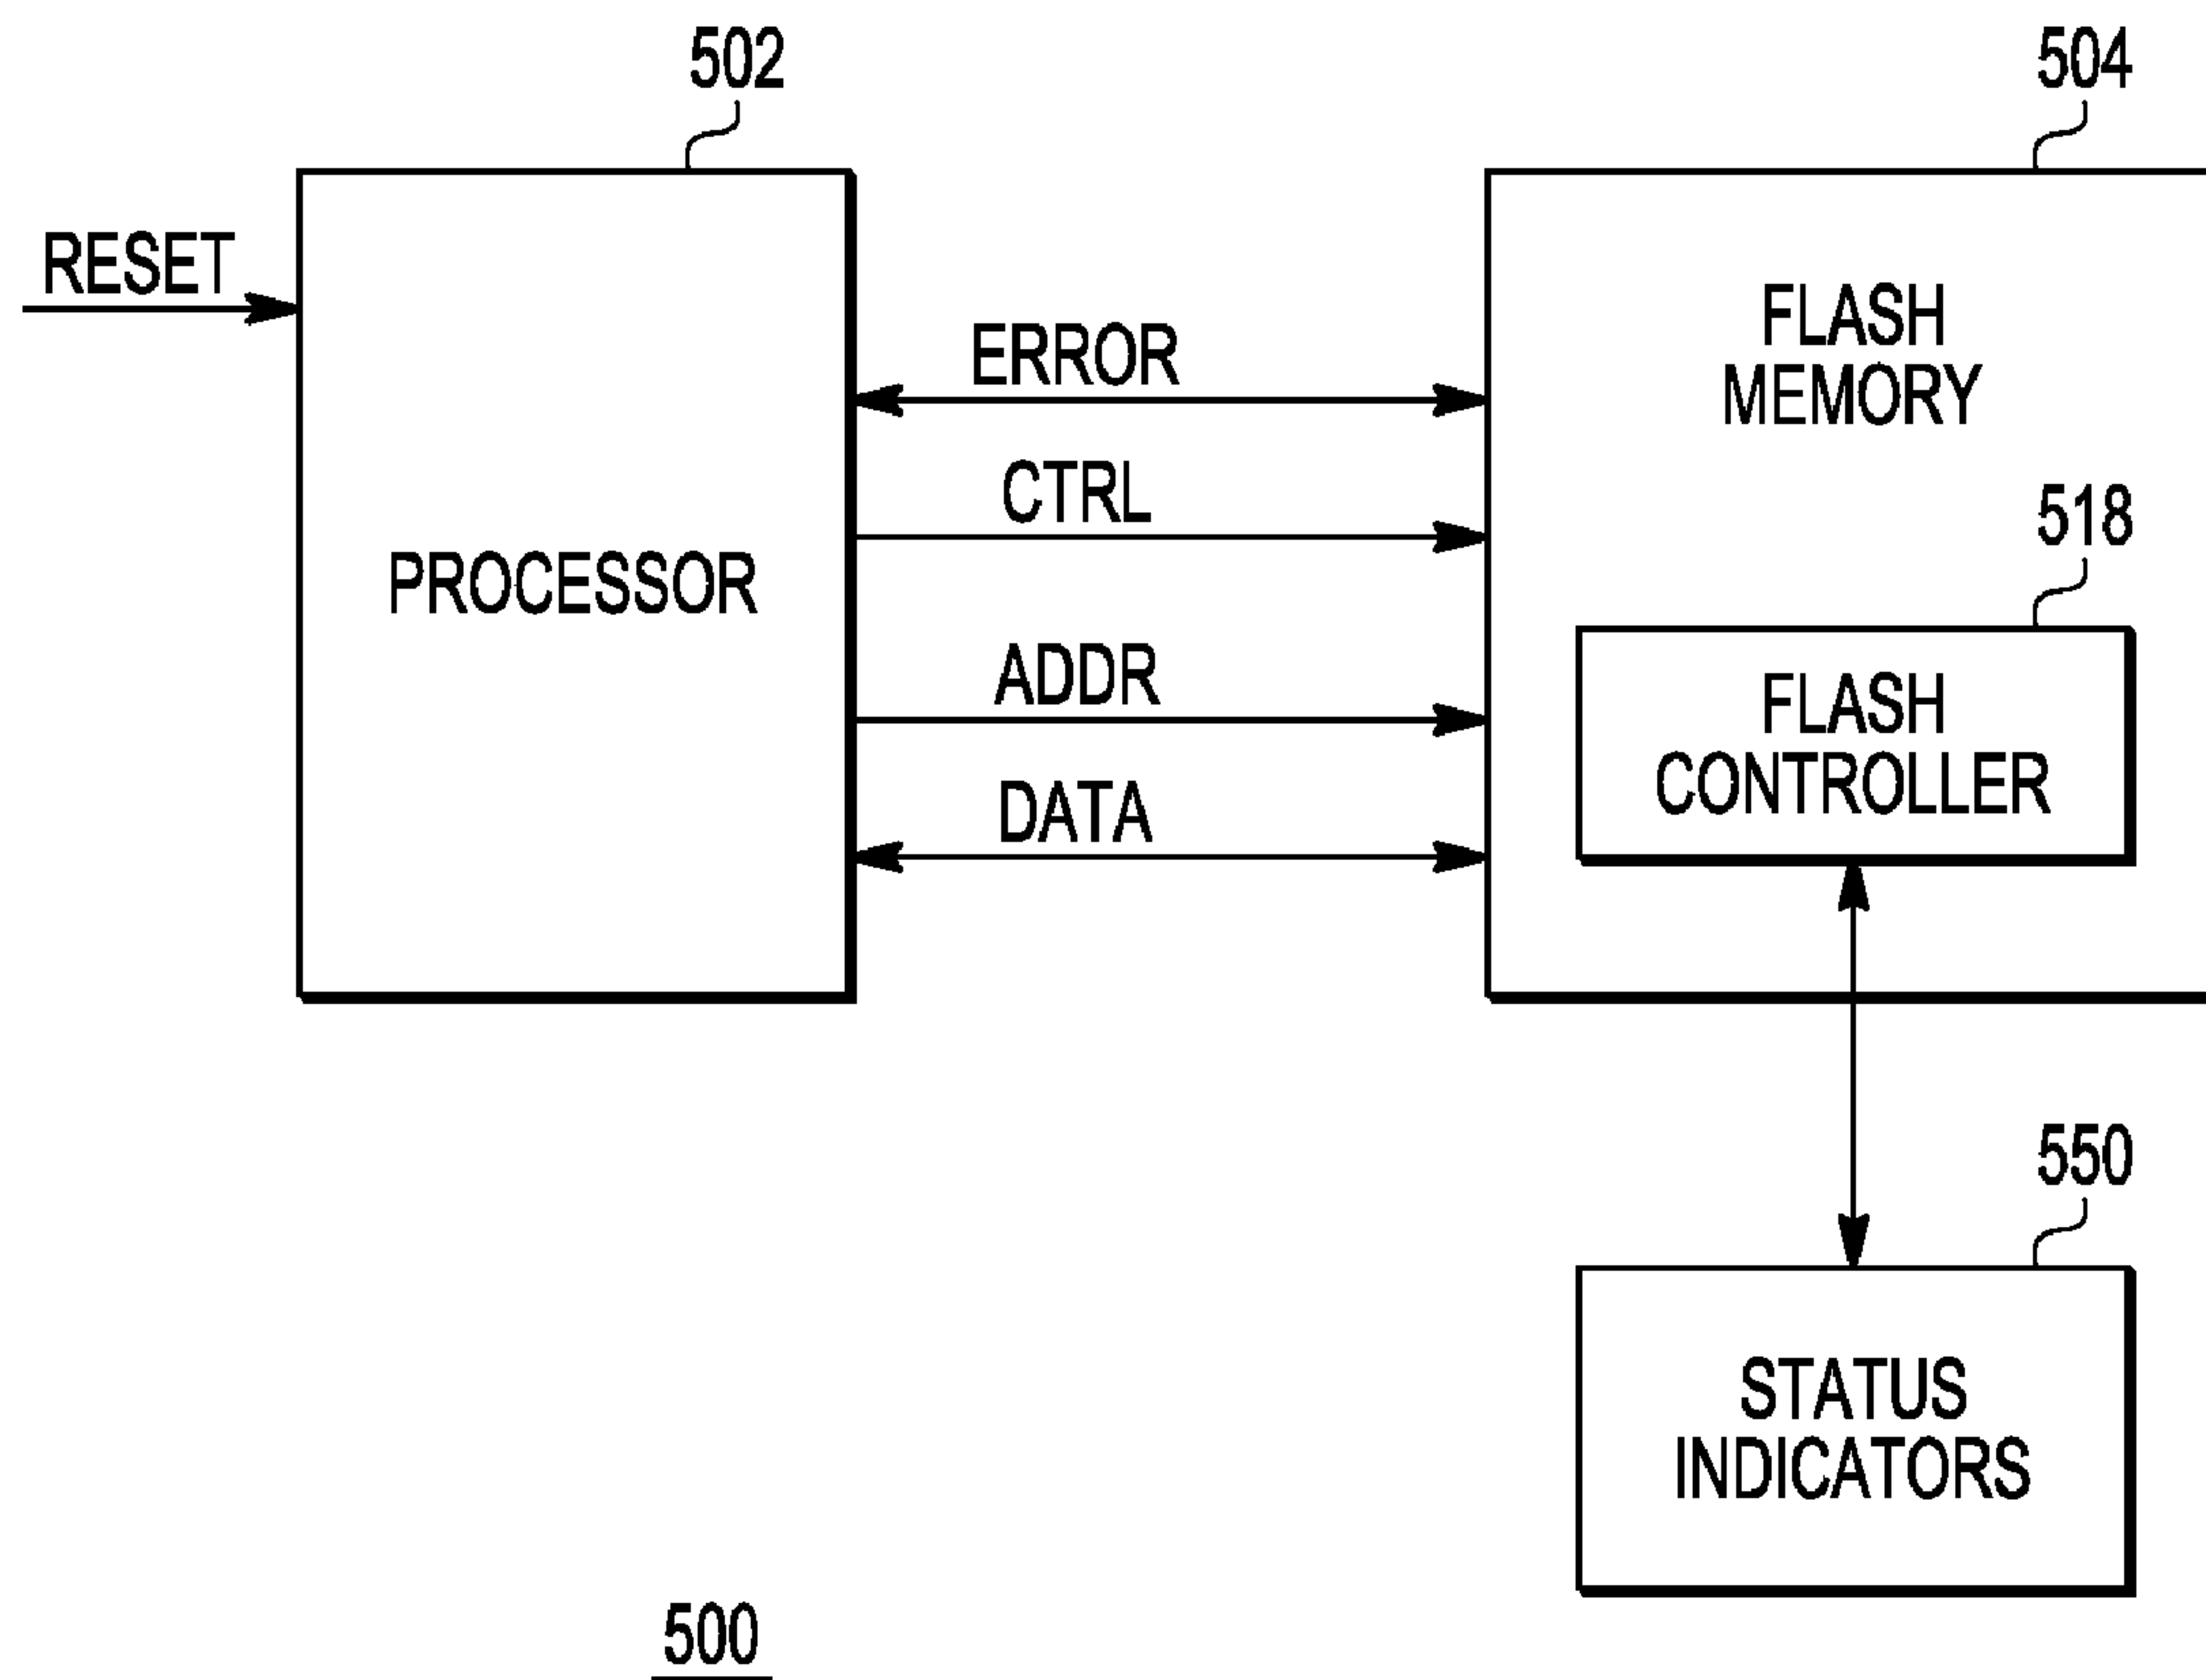 502
504
RESET
ERROR
CTRL
ADDR
DATA
PROCESSOR
FLASH
MEMORY
518
FLASH
CONTROLLER
550
STATUS
INDICATORS
500